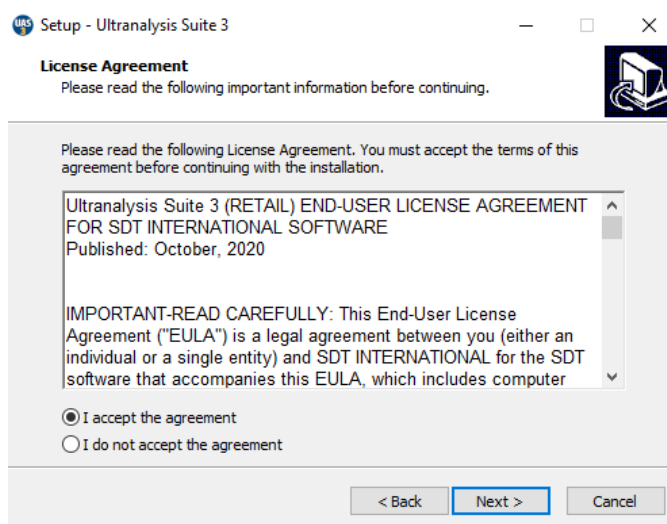 UAS
3
Setup - Ultranalysis Suite 3
License Agreement
Please read the following important information before continuing.
Please read the following License Agreement. You must accept the terms of this
agreement before continuing with the installation.
Ultranalysis Suite 3 (RETAIL) END-USER LICENSE AGREEMENT
FOR SDT INTERNATIONAL SOFTWARE
Published: October, 2020
IMPORTANT-READ CAREFULLY: This End-User License
Agreement ("EULA") is a legal agreement between you (either an
individual or a single entity) and SDT INTERNATIONAL for the SDT
software that accompanies this EULA, which includes computer
I accept the agreement
I do not accept the agreement
< Back
Next >
Cancel